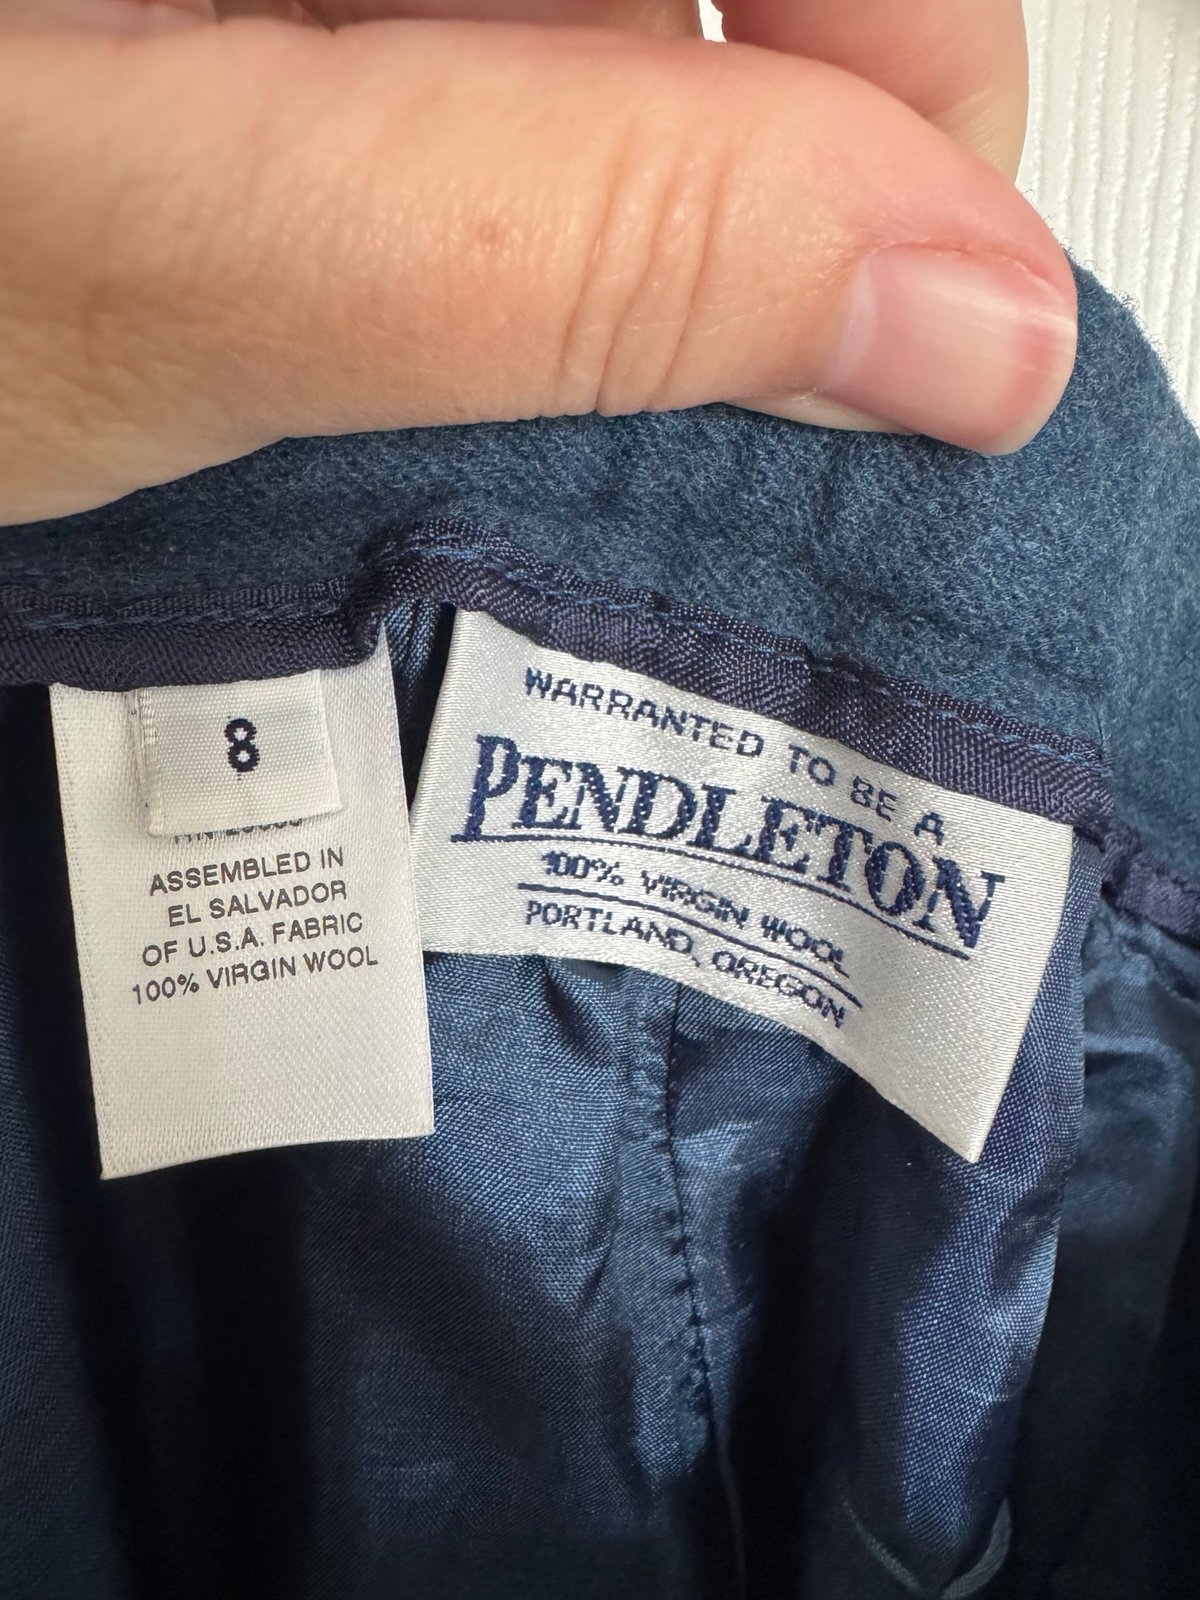 8
ASSEMBLED IN
EL SALVADOR
OF U.S.A. FABRIC
100% VIRGIN WOOL
WARRANTED TO BE A
PENDLETON
100% VIRGIN WOOL
PORTLAND, OREGON